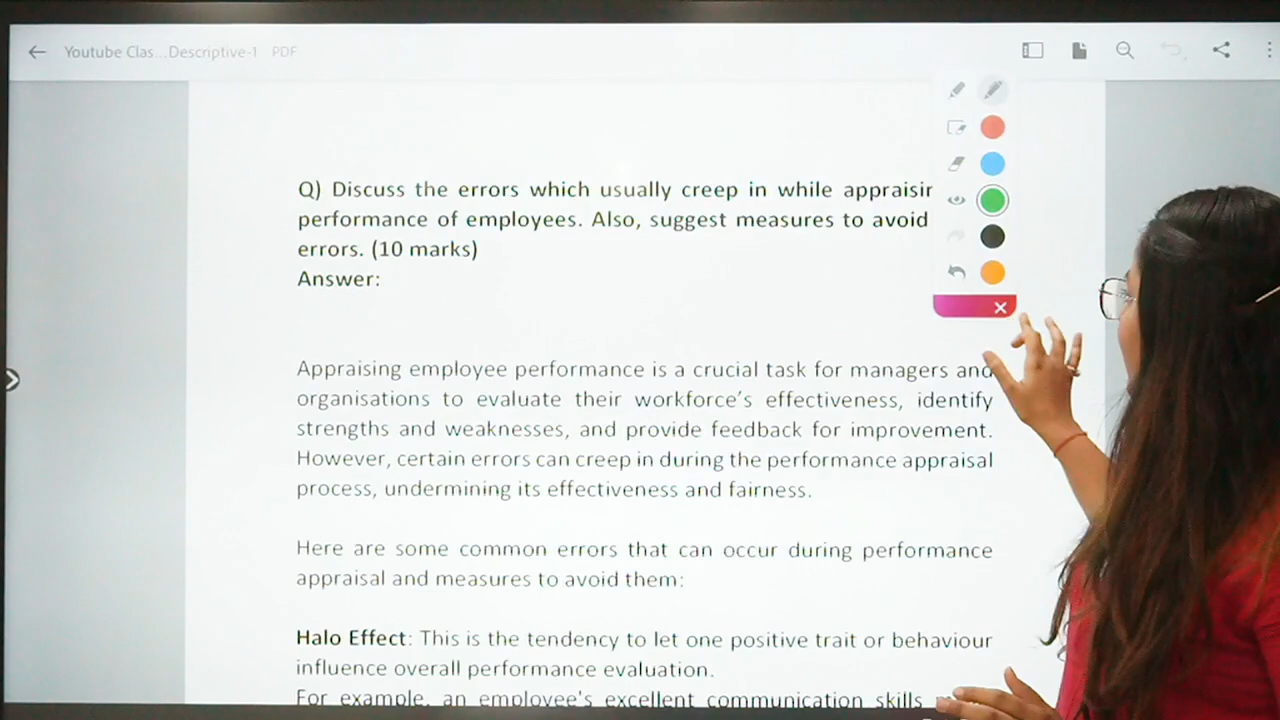 Youtube Clas...Descriptive-1 PDF
Q) Discuss the errors which usually creep in while
performance of employees. Also, suggest measures to avoid
errors. (10 marks)
Answer:
Appraising employee performance is a crucial task for managers and
organisations to evaluate their workforce's effectiveness, identify
strengths and weaknesses, and provide feedback for improvement.
However, certain errors can creep in during the performance appraisal
process, undermining its effectiveness and fairness.
Here are some common errors that can occur during performance
appraisal and measures to avoid them:
Halo Effect: This is the tendency to let one positive trait or behaviour
influence overall performance evaluation.
For example, an employee's excellent communication skills